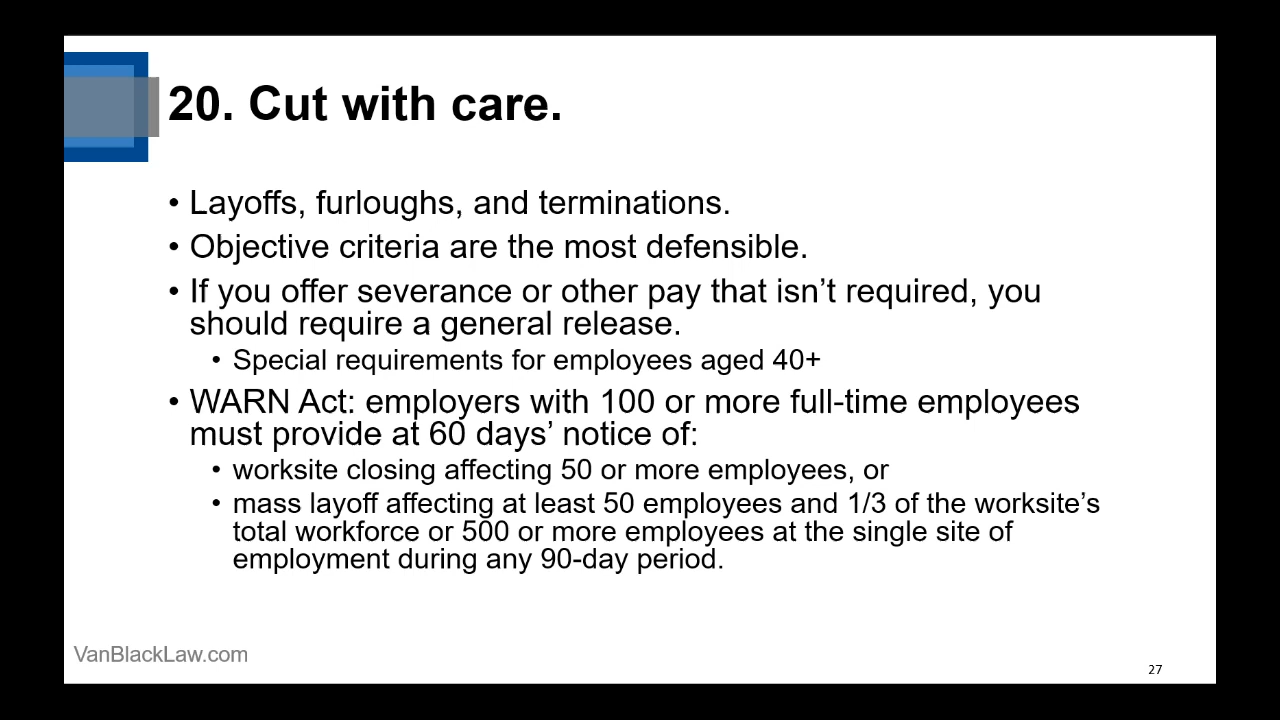 20. Cut with care.
• Layoffs, furloughs, and terminations.
• Objective criteria are the most defensible.
• If you offer severance or other pay that isn’t required, you
should require a general release.
• Special requirements for employees aged 40+
• WARN Act: employers with 100 or more full-time employees
must provide at 60 days’ notice of:
• worksite closing affecting 50 or more employees, or
• mass layoff affecting at least 50 employees and 1/3 of the worksite’s
total workforce or 500 or more employees at the single site of
employment during any 90-day period.
VanBlackLaw.com
27